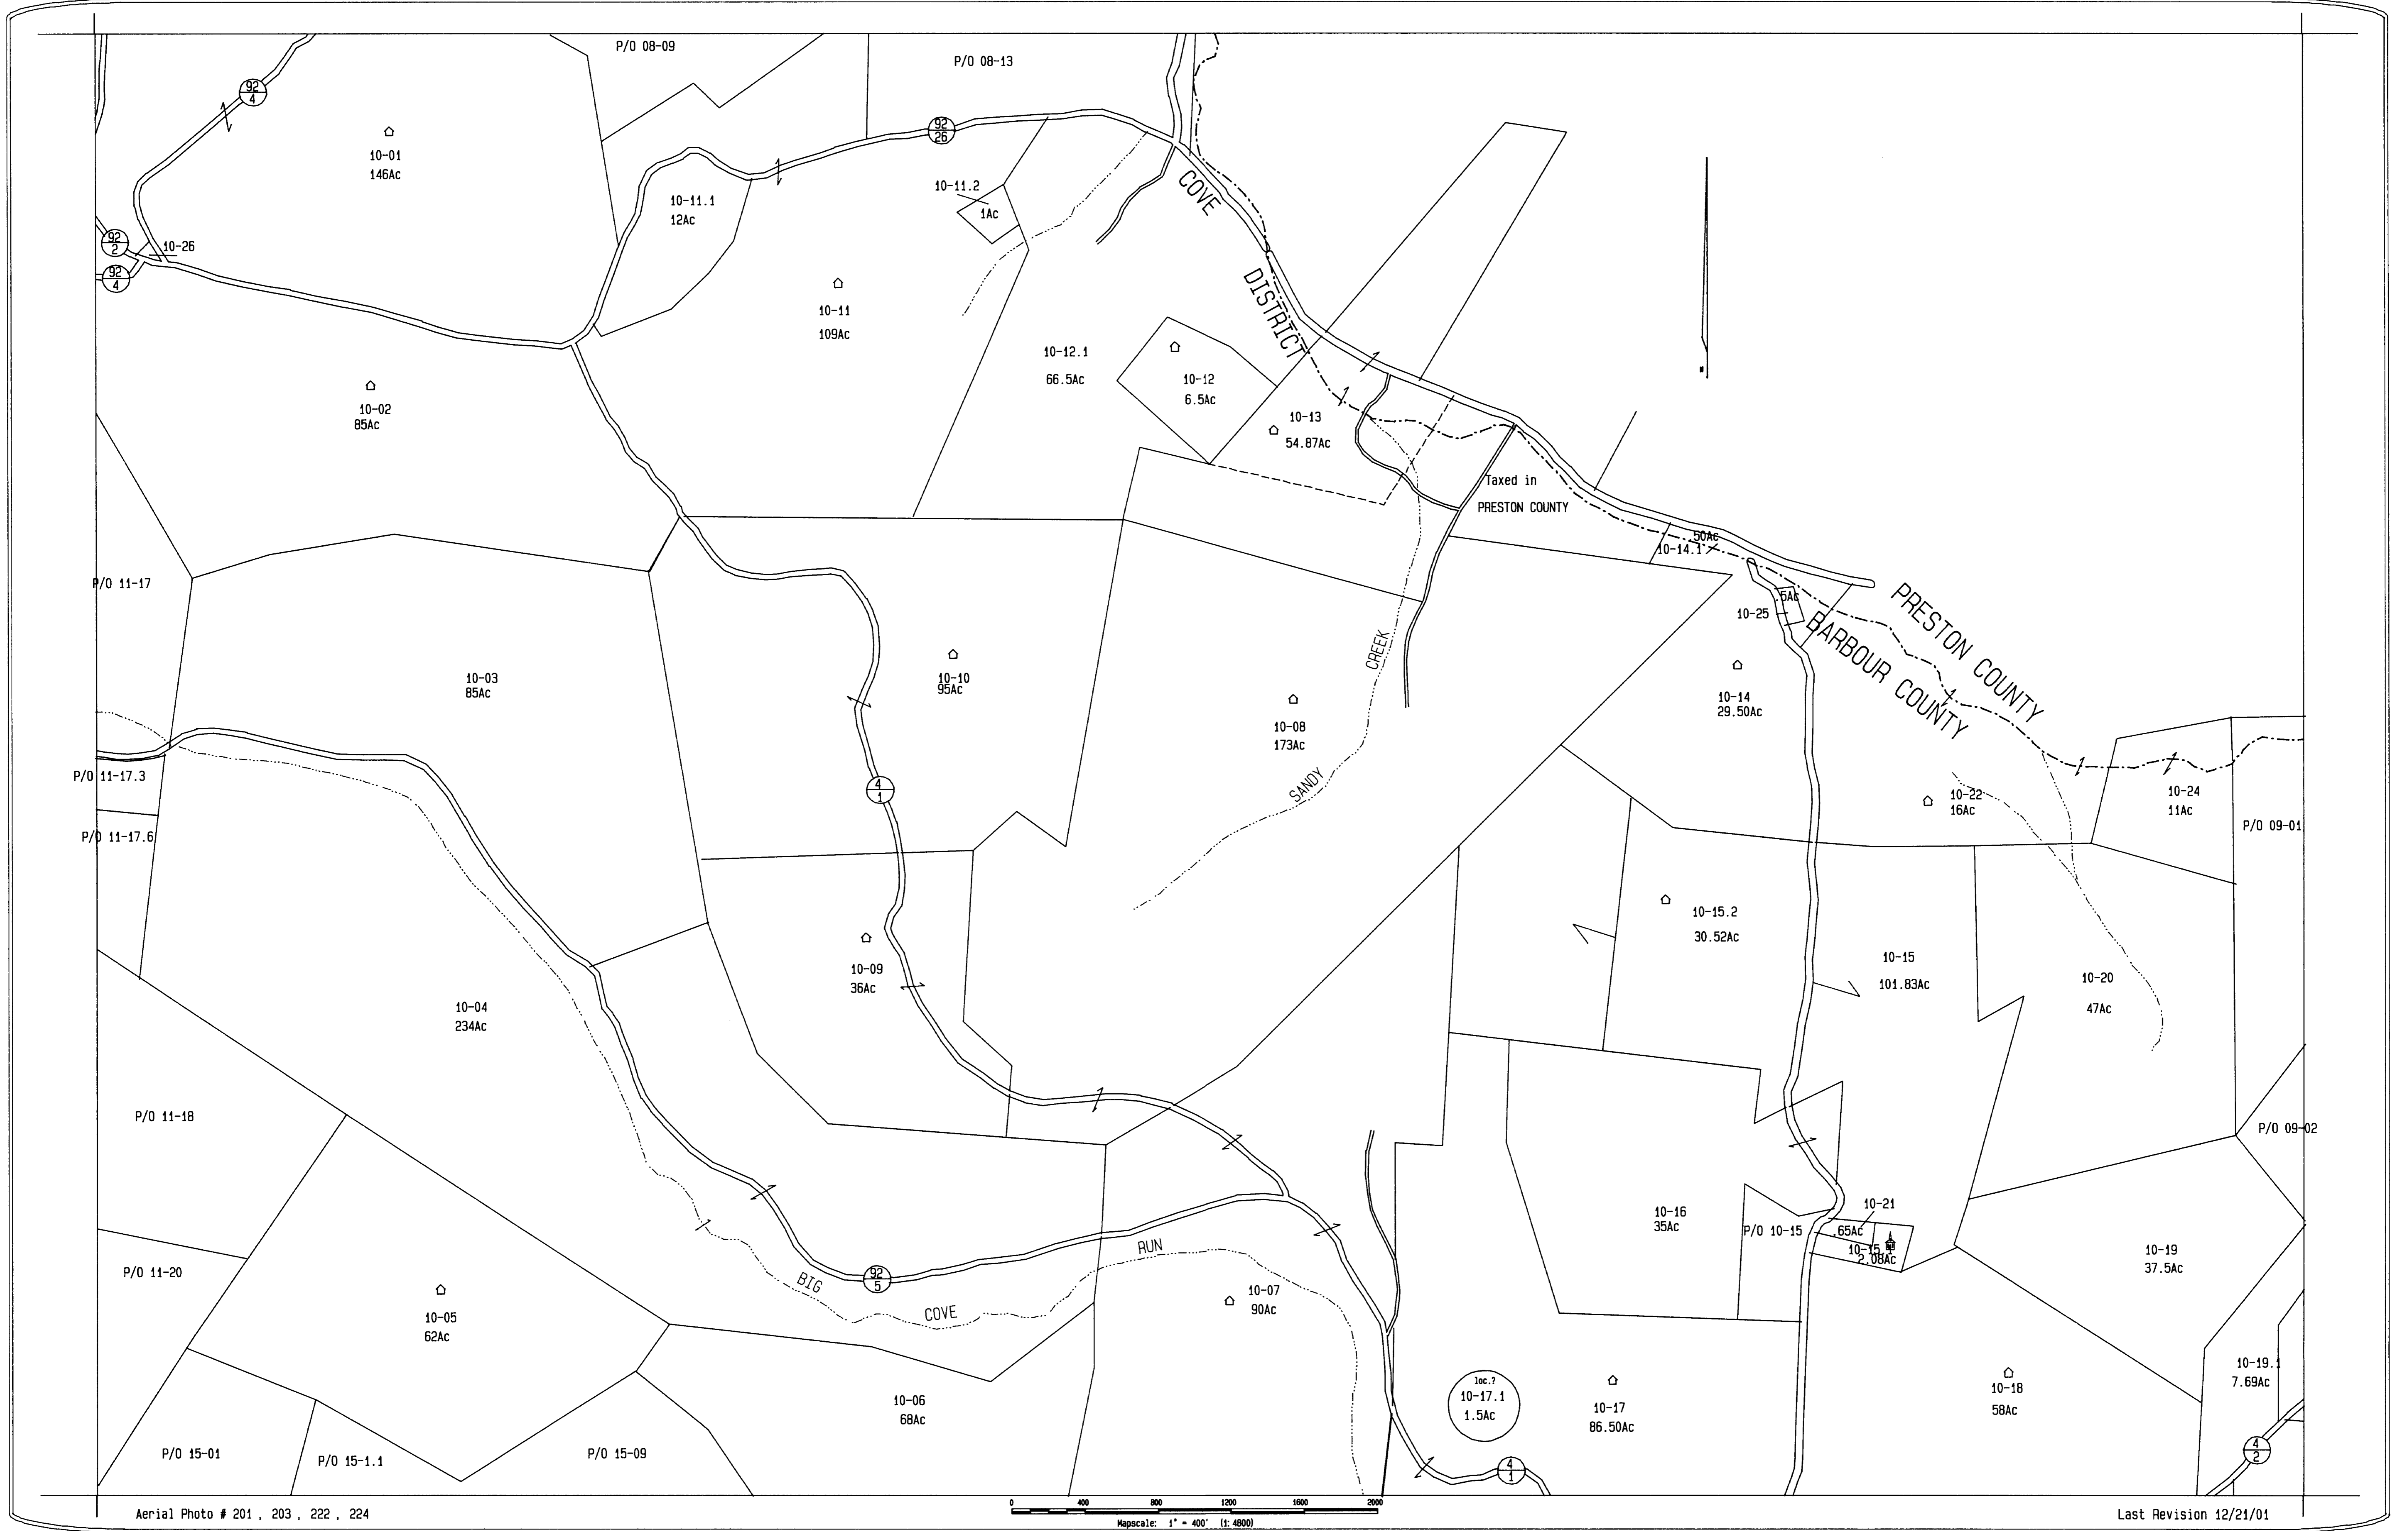 P/O 08-09
P/O 08-13
92
4
92
26
10-01
146Ac
10-11.2
1Ac
10-11.1
12Ac
COVE
DISTRICT
92
2
10-26
92
4
10-11
109Ac
10-12.1
66.5Ac
10-12
6.5Ac
10-02
85Ac
10-13
54.87Ac
Taxed in
PRESTON COUNTY
50Ac
10-14.1
P/O 11-17
.5Ac
10-25
PRESTON COUNTY
BARBOUR COUNTY
10-03
85Ac
10-10
95Ac
CREEK
SANDY
10-08
173Ac
10-14
29.50Ac
P/O 11-17.3
P/O 11-17.6
4
1
10-22
16Ac
10-24
11Ac
P/O 09-01
10-15.2
30.52Ac
10-09
36Ac
10-15
101.83Ac
10-20
47Ac
10-04
234Ac
P/O 11-18
P/O 09-02
10-16
35Ac
P/O 10-15
10-21
.65Ac
10-15.1
2.08Ac
10-19
37.5Ac
P/O 11-20
92
5
BIG
COVE
RUN
10-07
90Ac
10-05
62Ac
10-06
68Ac
loc.?
10-17.1
1.5Ac
10-17
86.50Ac
10-18
58Ac
10-19.1
7.69Ac
P/O 15-01
P/O 15-1.1
P/O 15-09
4
1
4
2
Aerial Photo # 201 , 203 , 222 , 224
0 400 800 1200 1600 2000
Mapscale: 1" = 400' (1:4800)
Last Revision 12/21/01